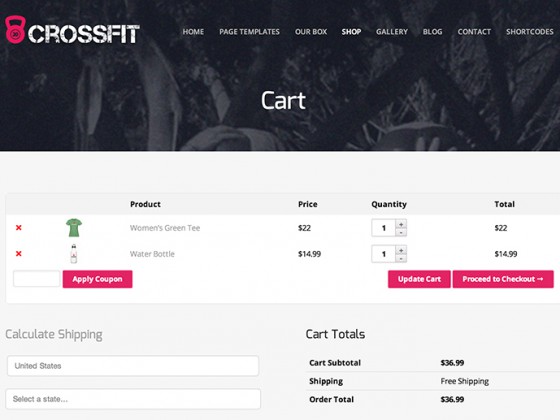 CROSSFIT
HOME PAGE TEMPLATES OUR BOX SHOP GALLERY BLOG CONTACT SHORTCODES
Cart
Product Price Quantity Total
× Women's Green Tee $22 1 + - $22
× Water Bottle $14.99 1 + - $14.99
Apply Coupon Update Cart Proceed to Checkout →
Calculate Shipping
United States
Select a state...
Cart Totals
Cart Subtotal $36.99
Shipping Free Shipping
Order Total $36.99